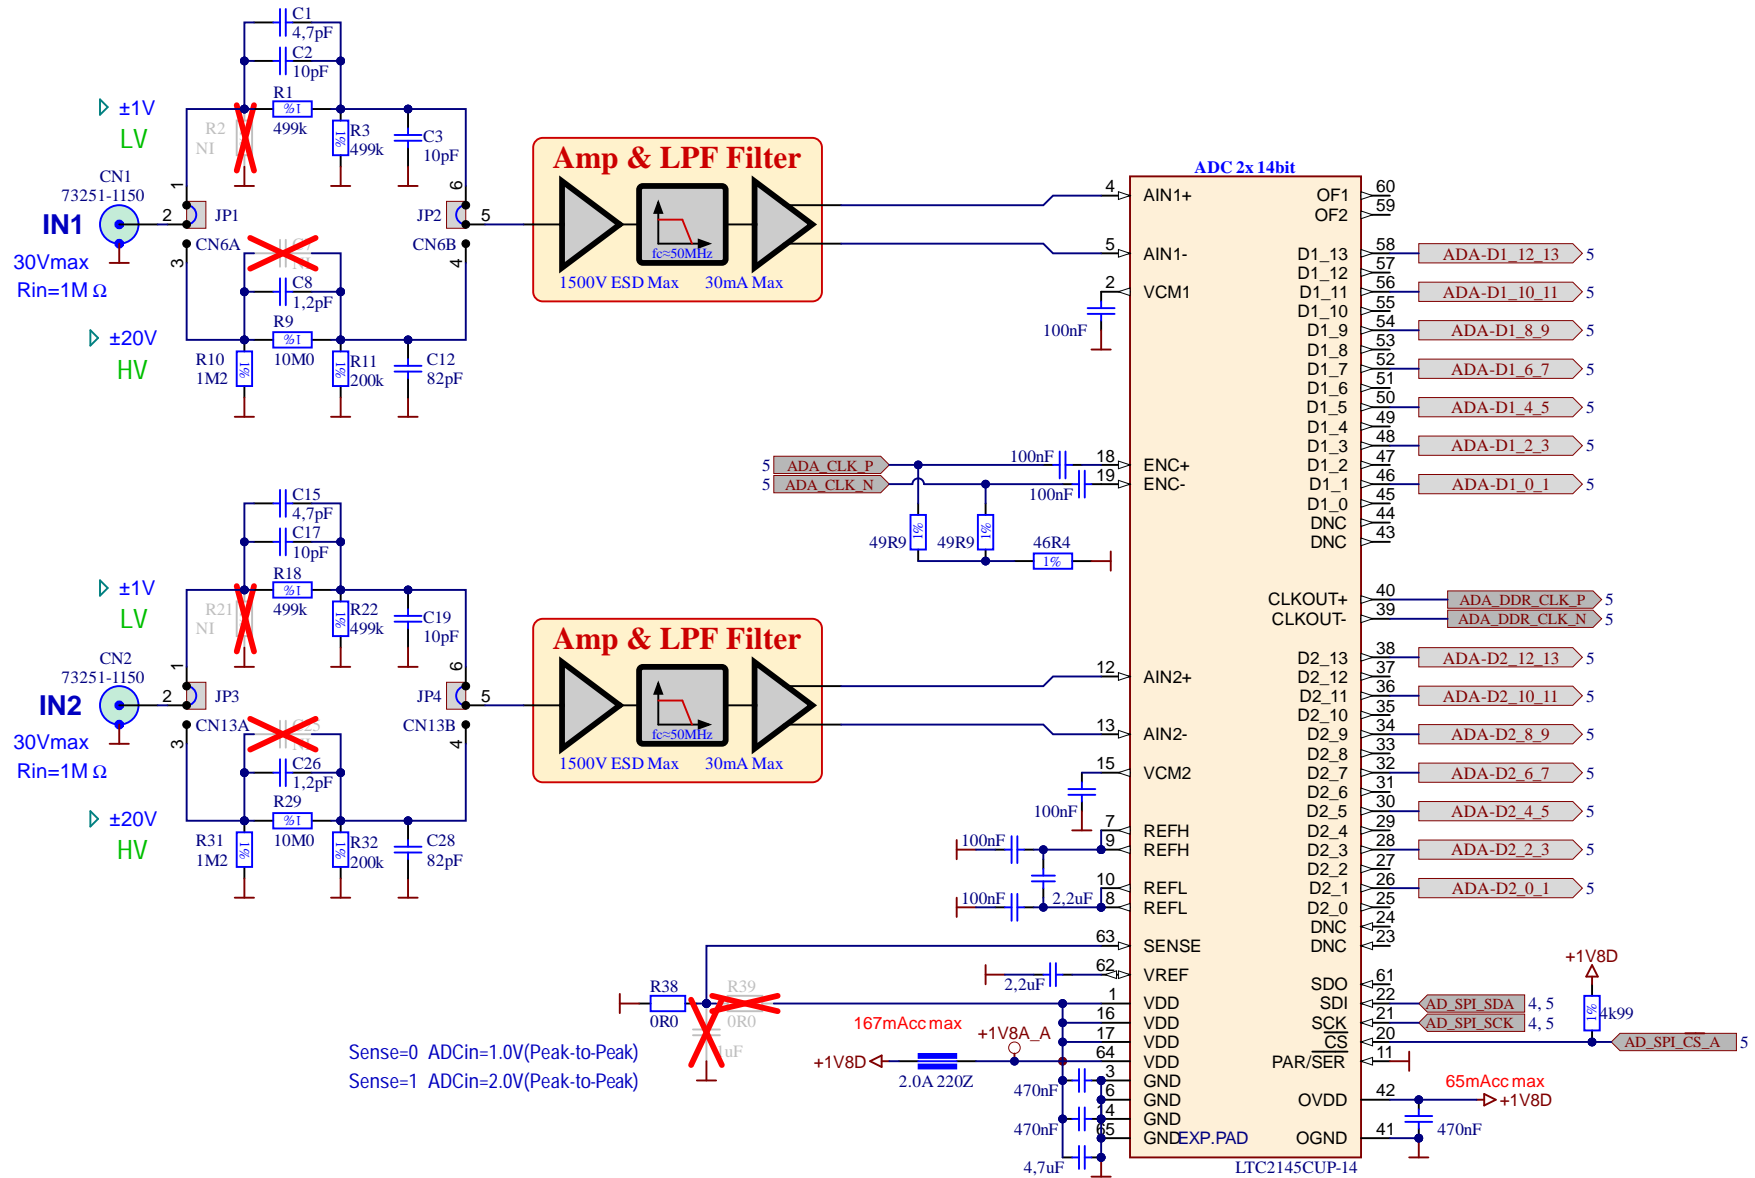 C1
4,7pF
C2
10pF
±1V
LV
R2
NI
R1
1%
499k
R3
1%
499k
C3
10pF
CN1
73251-1150
IN1
30Vmax
Rin=1M Ω
1
2
JP1
3
CN6A
6
JP2
5
CN6B
4
C8
1,2pF
±20V
HV
R9
1%
10M0
R10
1M2
1%
R11
1%
200k
C12
82pF
Amp & LPF Filter
fc≈50MHz
1500V ESD Max
30mA Max
C15
4,7pF
C17
10pF
±1V
LV
R21
NI
R18
1%
499k
R22
1%
499k
C19
10pF
CN2
73251-1150
IN2
30Vmax
Rin=1M Ω
1
2
JP3
3
CN13A
6
JP4
5
CN13B
4
C26
1,2pF
±20V
HV
R29
1%
10M0
R31
1M2
1%
R32
1%
200k
C28
82pF
Amp & LPF Filter
fc≈50MHz
1500V ESD Max
30mA Max
ADC 2x 14bit
4 AIN1+
5 AIN1-
2 VCM1
100nF
5 ADA_CLK_P
5 ADA_CLK_N
100nF
100nF
18 ENC+
19 ENC-
49R9
1%
49R9
1%
46R4
1%
12 AIN2+
13 AIN2-
15 VCM2
100nF
7 REFH
9 REFH
100nF
10 REFL
8 REFL
100nF
2,2uF
63 SENSE
62 VREF
2,2uF
R38
0R0
R39
0R0
1 VDD
16 VDD
17 VDD
64 VDD
167mAcc max
+1V8A_A
+1V8D
2.0A 220Z
Sense=0 ADCin=1.0V(Peak-to-Peak)
Sense=1 ADCin=2.0V(Peak-to-Peak)
3 GND
6 GND
14 GND
65 GND EXP.PAD
470nF
470nF
4,7uF
OF1 60
OF2 59
D1_13 58 ADA-D1_12_13 5
D1_12 57
D1_11 56 ADA-D1_10_11 5
D1_10 55
D1_9 54 ADA-D1_8_9 5
D1_8 53
D1_7 52 ADA-D1_6_7 5
D1_6 51
D1_5 50 ADA-D1_4_5 5
D1_4 49
D1_3 48 ADA-D1_2_3 5
D1_2 47
D1_1 46 ADA-D1_0_1 5
D1_0 45
DNC 44
DNC 43
CLKOUT+ 40 ADA_DDR_CLK_P 5
CLKOUT- 39 ADA_DDR_CLK_N 5
D2_13 38 ADA-D2_12_13 5
D2_12 37
D2_11 36 ADA-D2_10_11 5
D2_10 35
D2_9 34 ADA-D2_8_9 5
D2_8 33
D2_7 32 ADA-D2_6_7 5
D2_6 31
D2_5 30 ADA-D2_4_5 5
D2_4 29
D2_3 28 ADA-D2_2_3 5
D2_2 27
D2_1 26 ADA-D2_0_1 5
D2_0 25
DNC 24
DNC 23
+1V8D
SDO 61
SDI 22 AD_SPI_SDA 4, 5
SCK 21 AD_SPI_SCK 4, 5
1% 4k99
CS 20 AD_SPI_CS_A 5
PAR/SER 11
65mAcc max
OVDD 42 +1V8D
470nF
OGND 41
LTC2145CUP-14